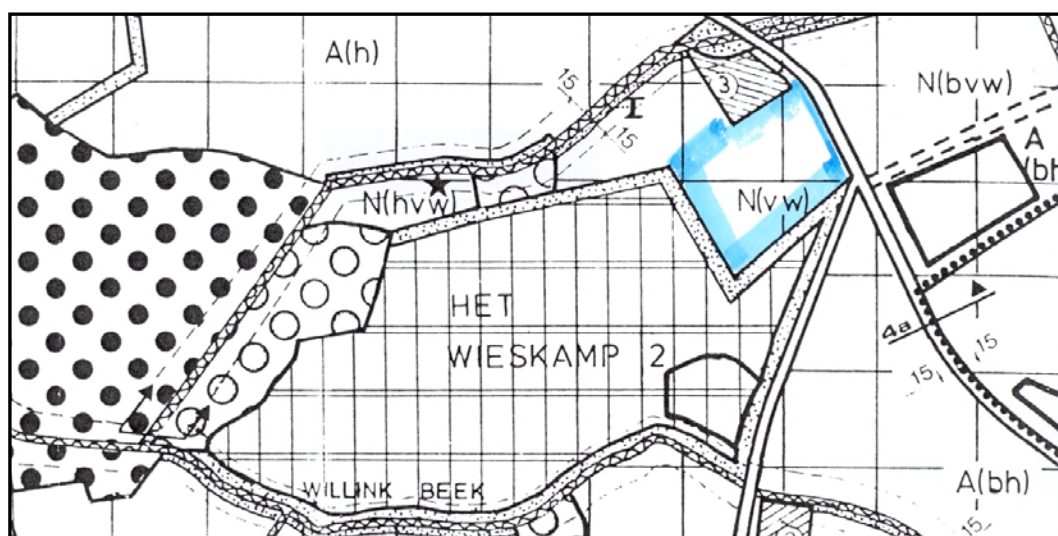 A(h)
15
15
I
3)
N(bvw)
A
(bh
N(hvw)
N(vw)
HET
WIESKAMP 2
4a
15
15
WILLINK BEEK
A(bh)
15